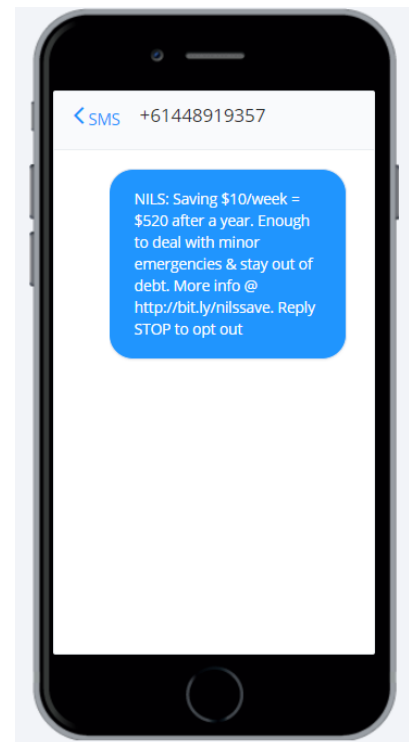 SMS +61448919357
NILS: Saving $10/week =
$520 after a year. Enough
to deal with minor
emergencies & stay out of
debt. More info @
http://bit.ly/nilssave. Reply
STOP to opt out